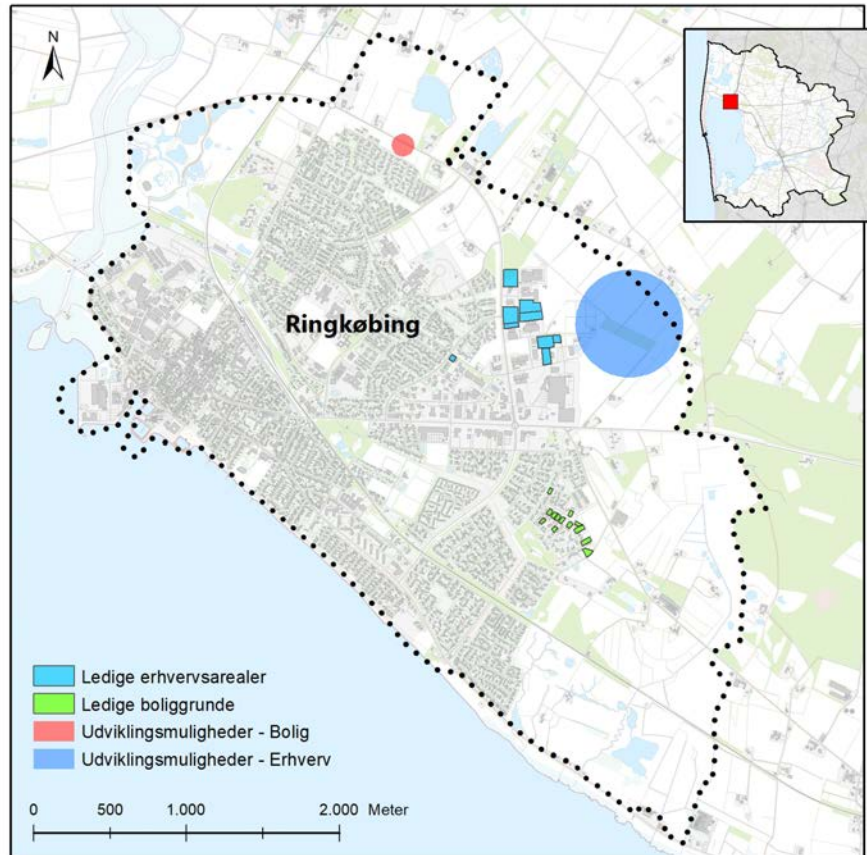 N
Ringkøbing
Ledige erhvervsarealer
Ledige boliggrunde
Udviklingsmuligheder - Bolig
Udviklingsmuligheder - Erhverv
0 500 1.000 2.000 Meter